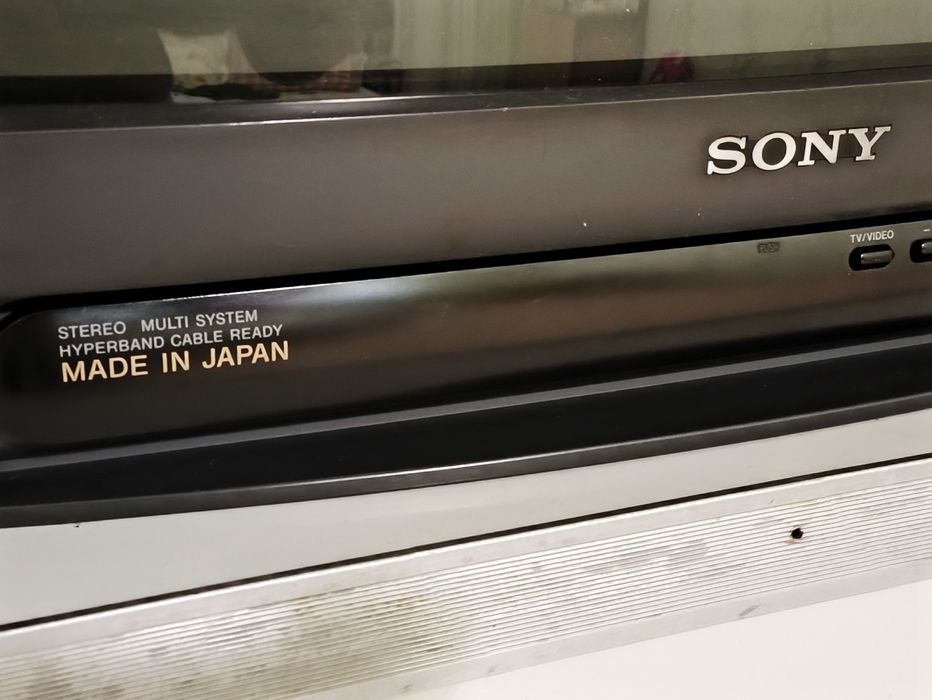 SONY
TV/VIDEO
STEREO MULTI SYSTEM
HYPERBAND CABLE READY
MADE IN JAPAN